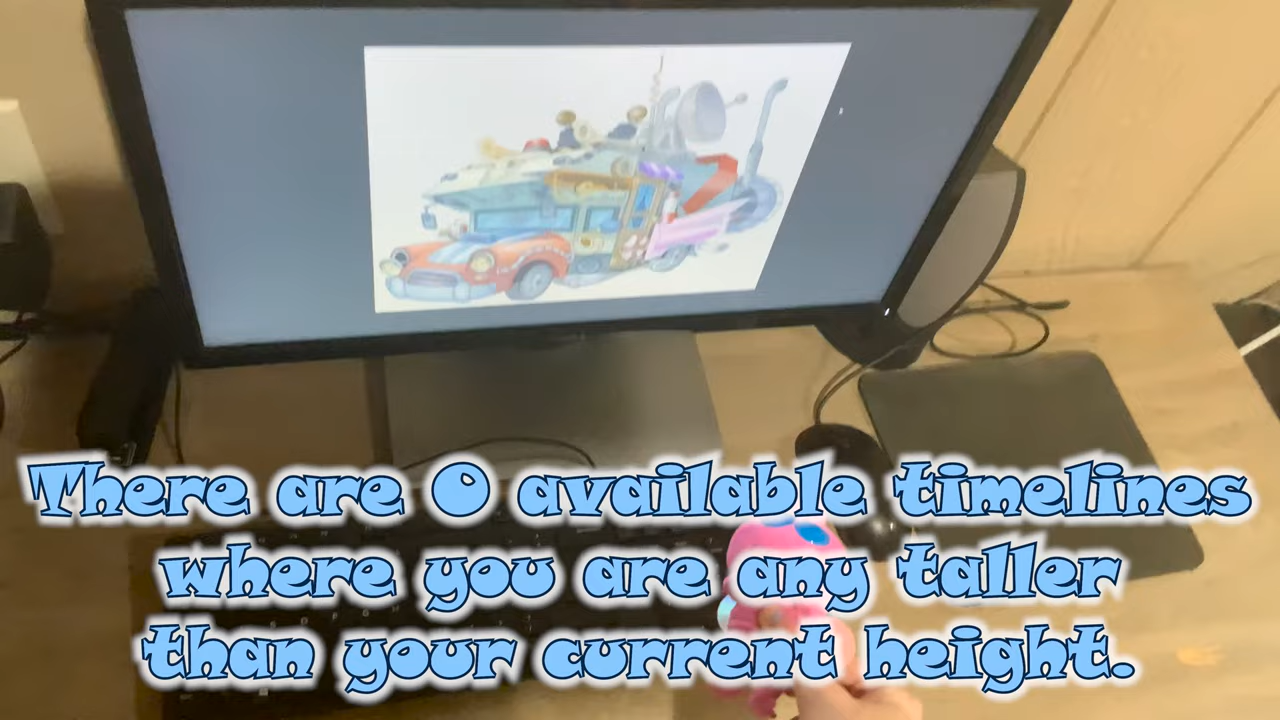 There are 0 available timelines
where you are any taller
than your current height.